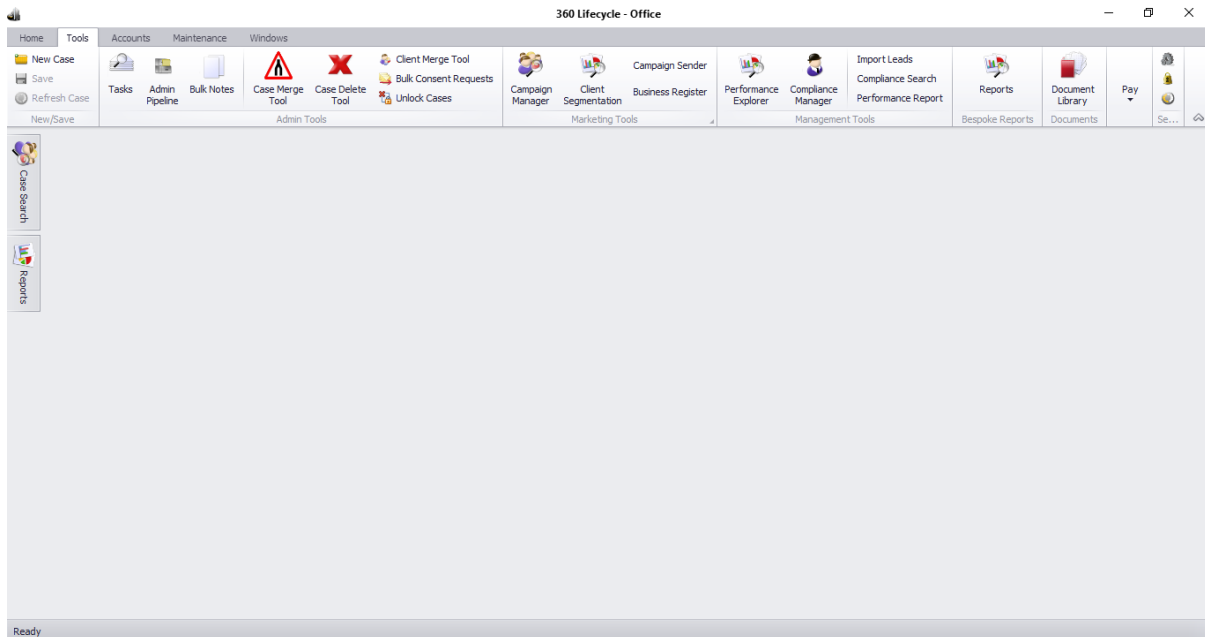 360 Lifecycle - Office
Home Tools Accounts Maintenance Windows
New Case
Save
Refresh Case
New/Save
Tasks
Admin
Pipeline
Bulk Notes
Case Merge
Tool
Case Delete
Tool
Client Merge Tool
Bulk Consent Requests
Unlock Cases
Admin Tools
Campaign
Manager
Client
Segmentation
Campaign Sender
Business Register
Marketing Tools
Performance
Explorer
Compliance
Manager
Import Leads
Compliance Search
Performance Report
Management Tools
Reports
Bespoke Reports
Document
Library
Documents
Pay
Se...
Case Search
Reports
Ready